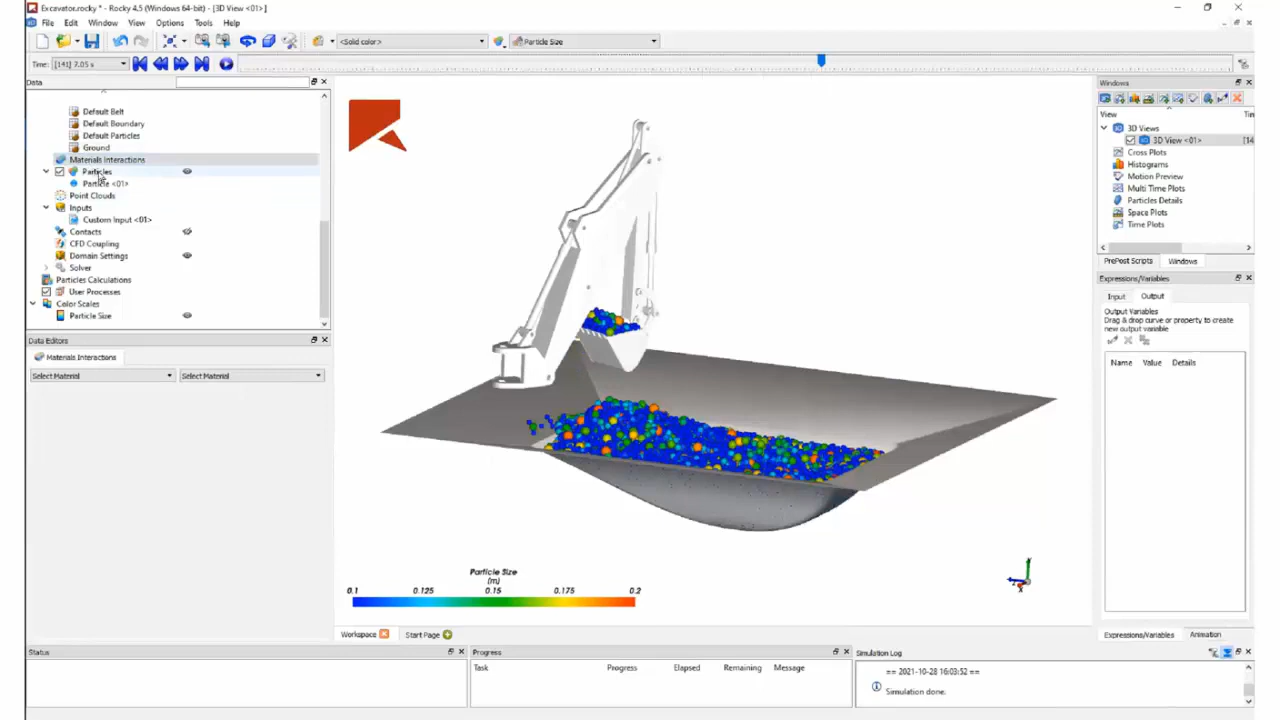 Excavator.rocky * - Rocky 4.5 (Windows 64-bit) - [3D View <01>]
File Edit Window View Options Tools Help
<Solid color> Particle Size
Time: [141] 7.05 s
Data
Default Belt
Default Boundary
Default Particles
Ground
Materials Interactions
Particles
Particle <01>
Point Clouds
Inputs
Custom Input <01>
Contacts
CFD Coupling
Domain Settings
Solver
Particles Calculations
User Processes
Color Scales
Particle Size
Data Editors
Materials Interactions
Select Material Select Material
Particle Size
(m)
0.1 0.125 0.15 0.175 0.2
Workspace Start Page
Windows
View Tin
3D Views
3D View <01> [14
Cross Plots
Histograms
Motion Preview
Multi Time Plots
Particles Details
Space Plots
Time Plots
PrePost Scripts Windows
Expressions/Variables
Input Output
Output Variables
Drag & drop curve or property to create
new output variable
Name Value Details
Expressions/Variables Animation
Status
Progress
Task Progress Elapsed Remaining Message
Simulation Log
== 2021-10-28 16:03:52 ==
Simulation done.